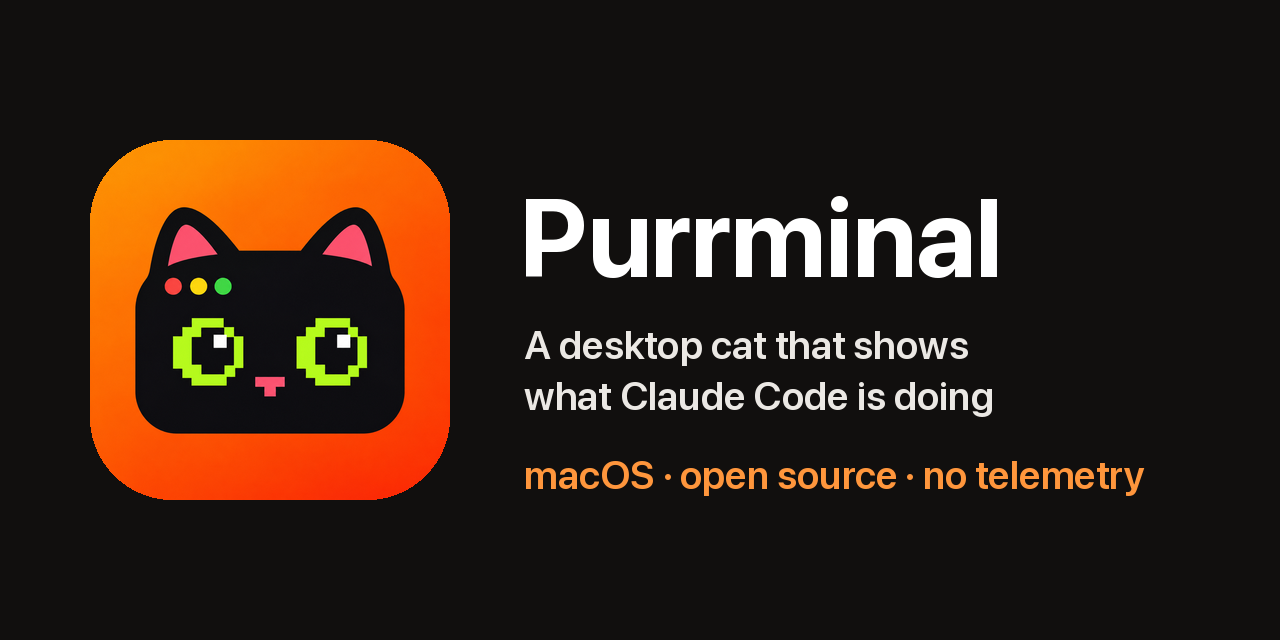 Purrminal
A desktop cat that shows
what Claude Code is doing
macOS · open source · no telemetry